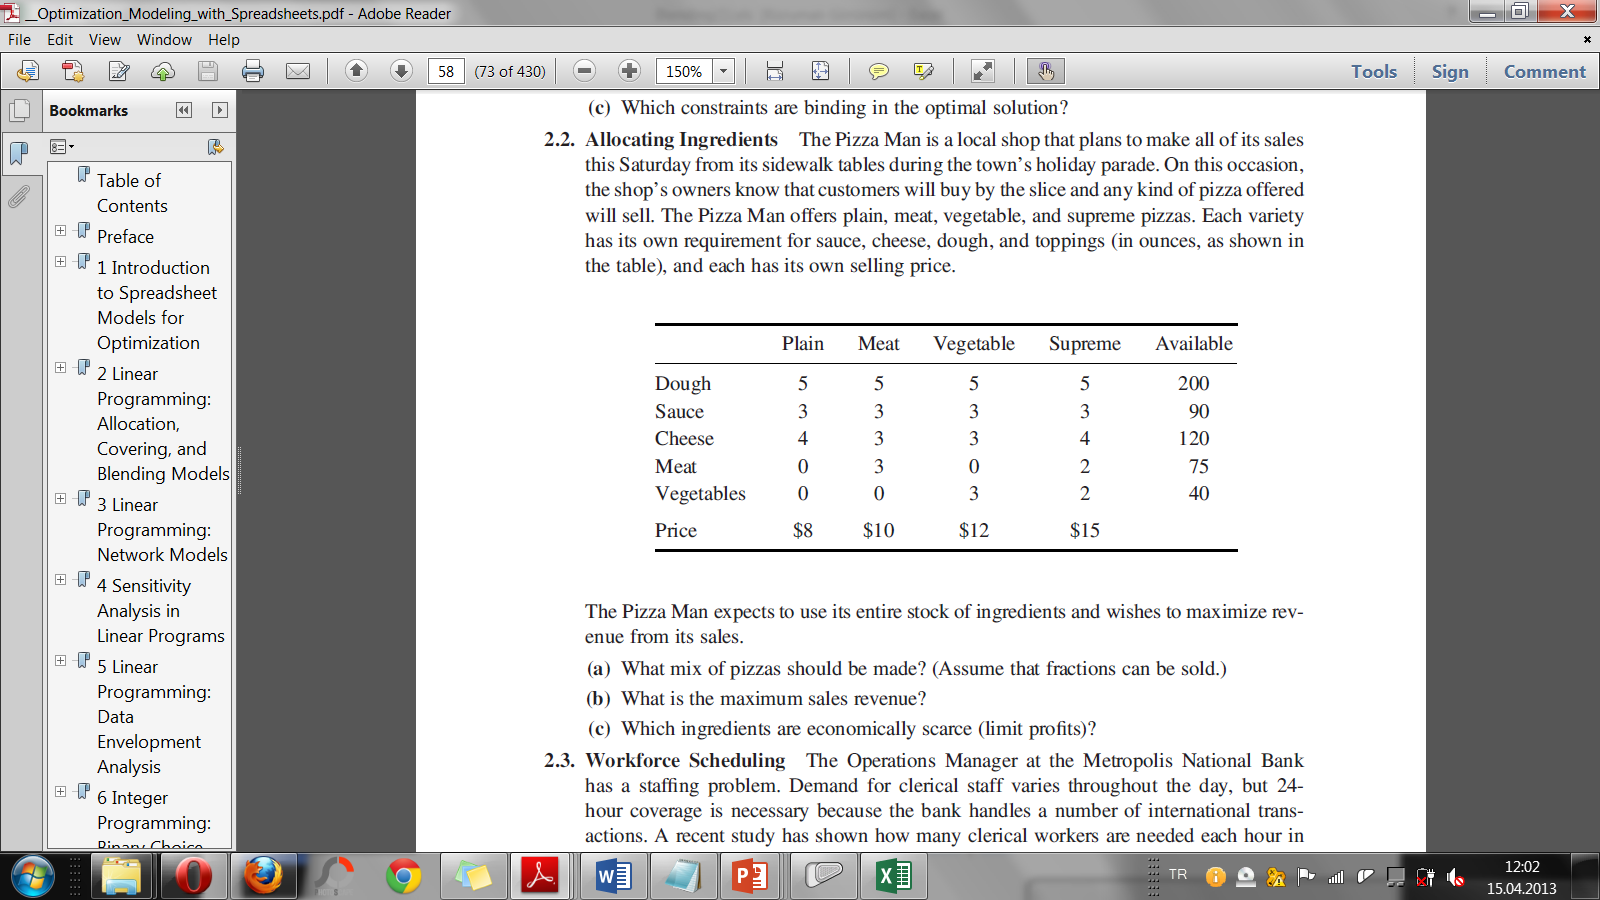 __Optimization_Modeling_with_Spreadsheets.pdf - Adobe Reader
File Edit View Window Help
58 (73 of 430) 150% Tools Sign Comment
Bookmarks
Table of
Contents
Preface
1 Introduction
to Spreadsheet
Models for
Optimization
2 Linear
Programming:
Allocation,
Covering, and
Blending Models
3 Linear
Programming:
Network Models
4 Sensitivity
Analysis in
Linear Programs
5 Linear
Programming:
Data
Envelopment
Analysis
6 Integer
Programming:
Binary Choice
(c) Which constraints are binding in the optimal solution?
2.2. Allocating Ingredients The Pizza Man is a local shop that plans to make all of its sales
this Saturday from its sidewalk tables during the town's holiday parade. On this occasion,
the shop's owners know that customers will buy by the slice and any kind of pizza offered
will sell. The Pizza Man offers plain, meat, vegetable, and supreme pizzas. Each variety
has its own requirement for sauce, cheese, dough, and toppings (in ounces, as shown in
the table), and each has its own selling price.
Plain Meat Vegetable Supreme Available
Dough 5 5 5 5 200
Sauce 3 3 3 3 90
Cheese 4 3 3 4 120
Meat 0 3 0 2 75
Vegetables 0 0 3 2 40
Price $8 $10 $12 $15
The Pizza Man expects to use its entire stock of ingredients and wishes to maximize rev-
enue from its sales.
(a) What mix of pizzas should be made? (Assume that fractions can be sold.)
(b) What is the maximum sales revenue?
(c) Which ingredients are economically scarce (limit profits)?
2.3. Workforce Scheduling The Operations Manager at the Metropolis National Bank
has a staffing problem. Demand for clerical staff varies throughout the day, but 24-
hour coverage is necessary because the bank handles a number of international trans-
actions. A recent study has shown how many clerical workers are needed each hour in
TR 12:02
15.04.2013